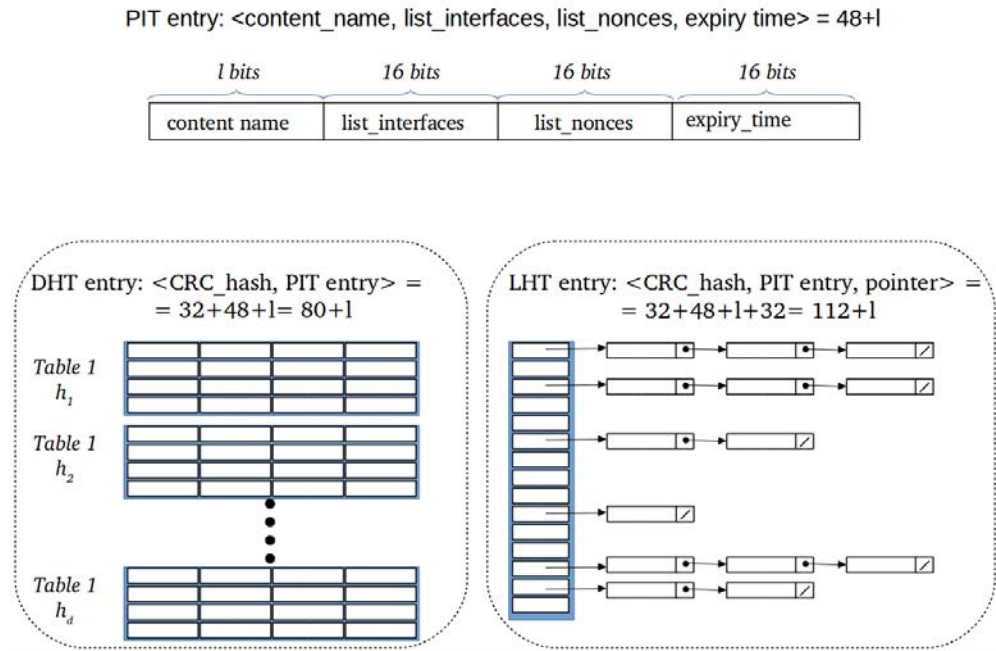 PIT entry: <content_name, list_interfaces, list_nonces, expiry time> = 48+l
l bits 16 bits 16 bits 16 bits
content name list_interfaces list_nonces expiry_time
DHT entry: <CRC_hash, PIT entry> =
= 32+48+l= 80+l
Table 1
h1
Table 1
h2
Table 1
hd
LHT entry: <CRC_hash, PIT entry, pointer> =
= 32+48+l+32= 112+l